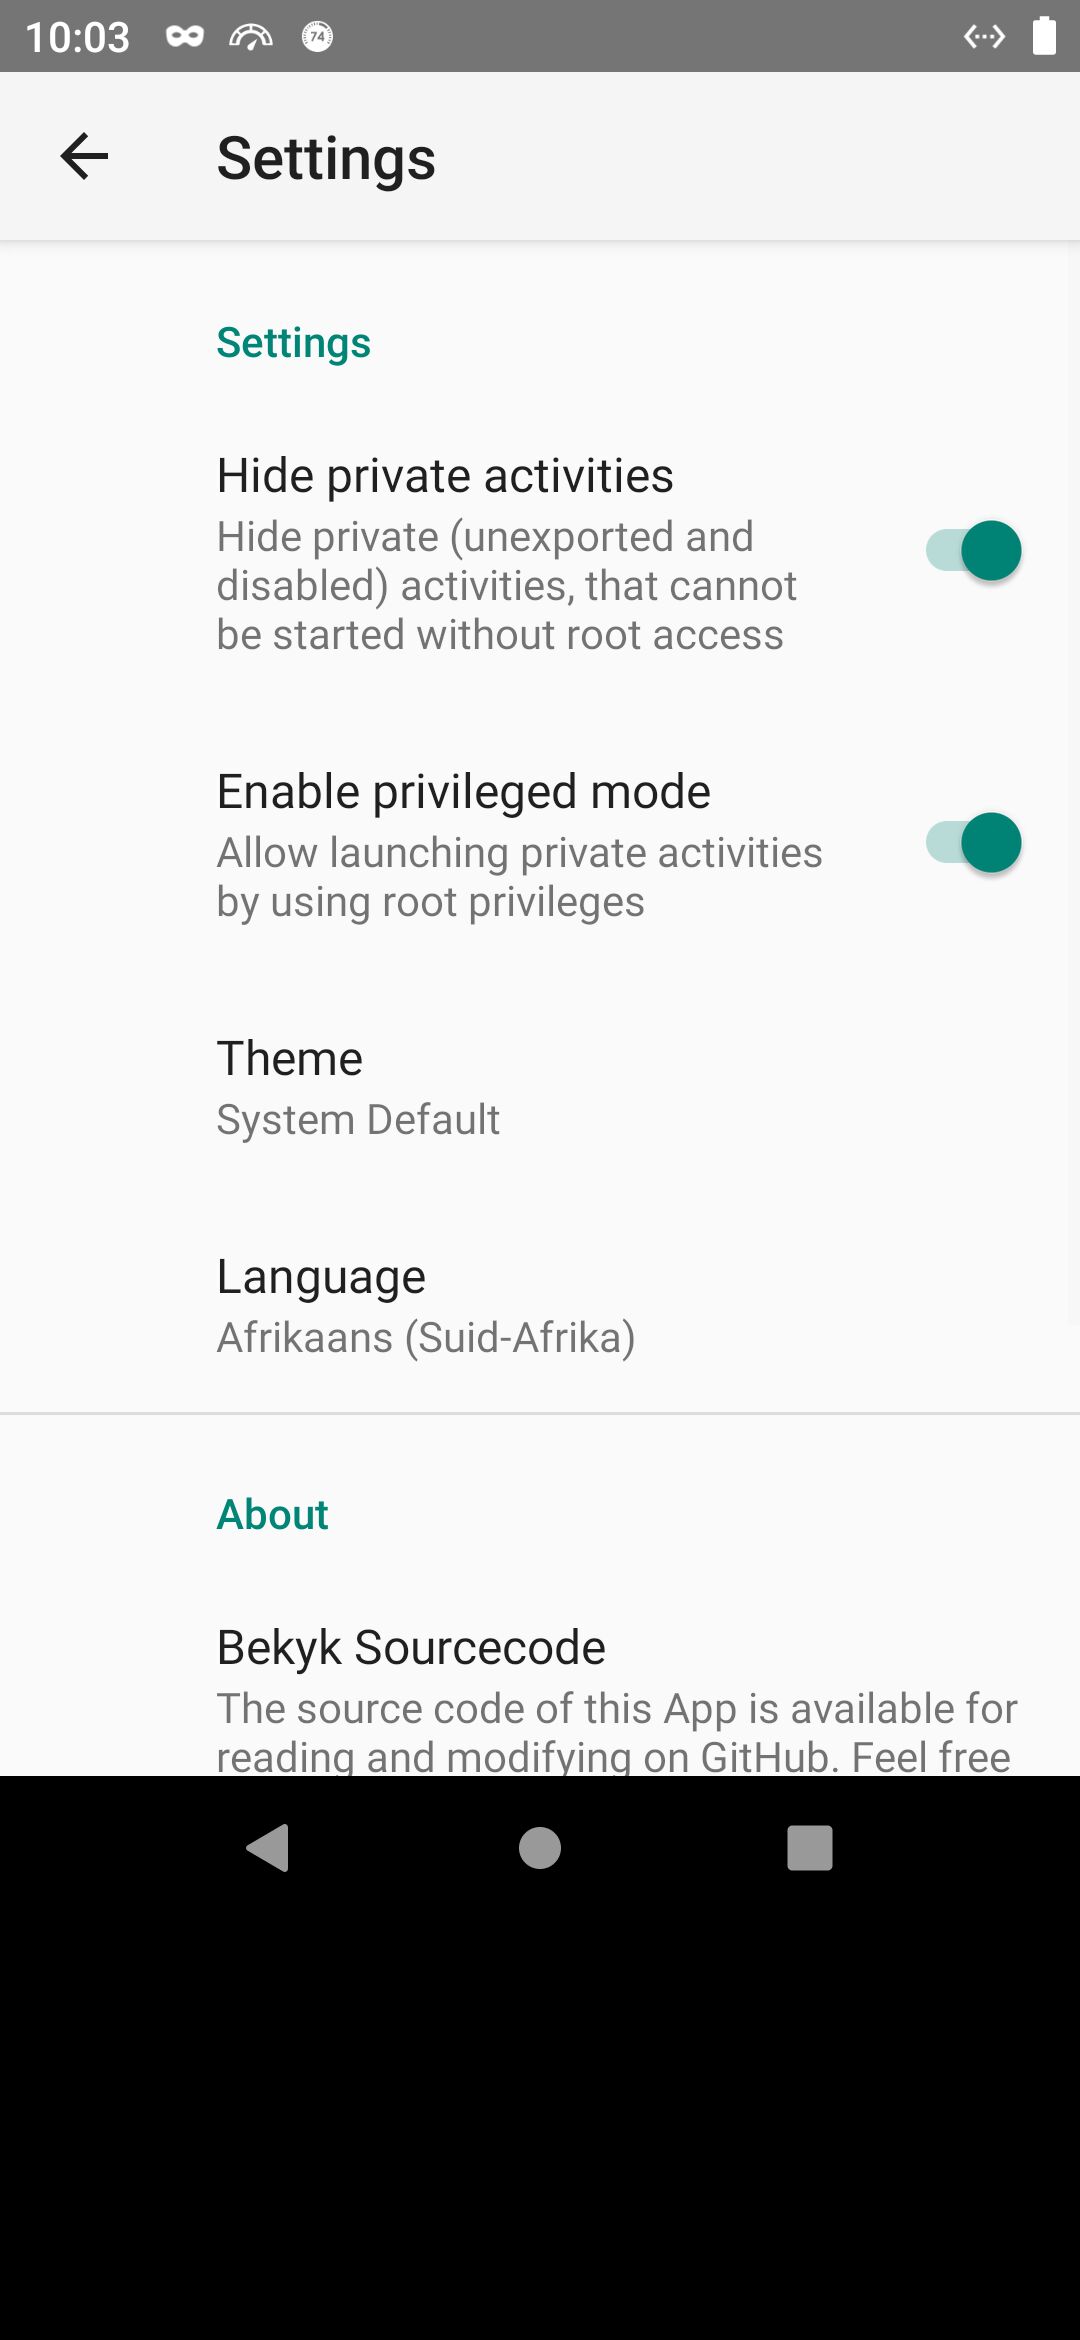 10:03
74
Settings
Settings
Hide private activities
Hide private (unexported and
disabled) activities, that cannot
be started without root access
Enable privileged mode
Allow launching private activities
by using root privileges
Theme
System Default
Language
Afrikaans (Suid-Afrika)
About
Bekyk Sourcecode
The source code of this App is available for
reading and modifying on GitHub. Feel free